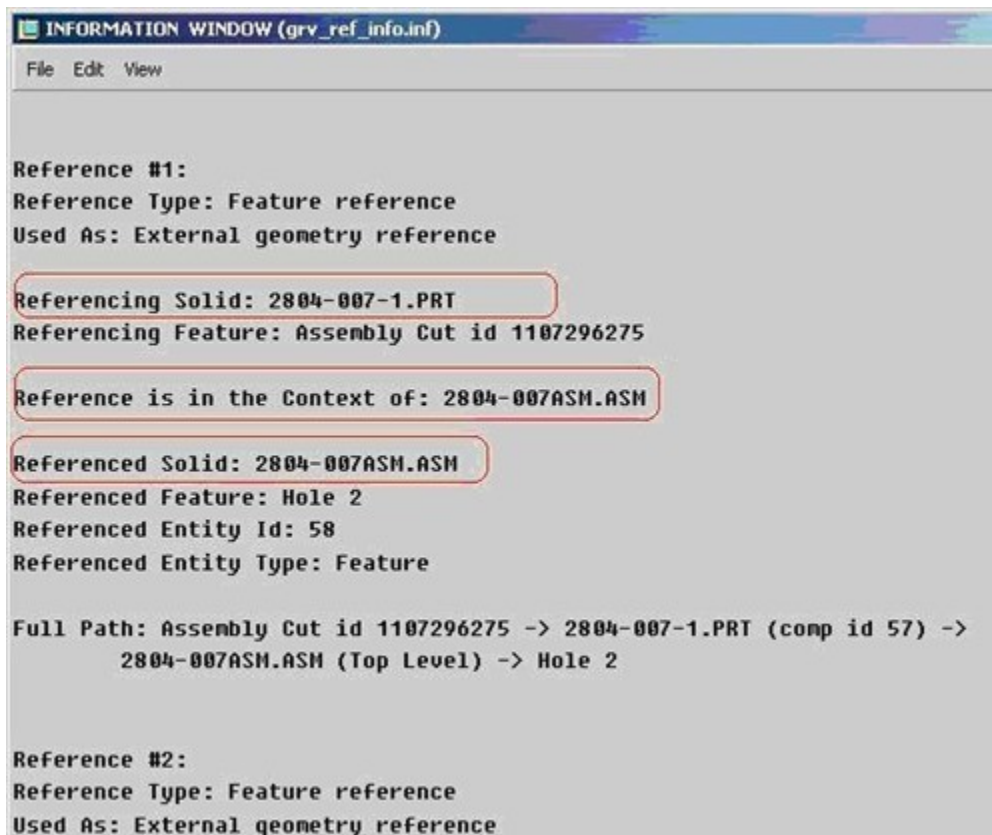 INFORMATION WINDOW (grv_ref_info.inf)
File Edit View
Reference #1:
Reference Type: Feature reference
Used As: External geometry reference
Referencing Solid: 2804-007-1.PRT
Referencing Feature: Assembly Cut id 1107296275
Reference is in the Context of: 2804-007ASM.ASM
Referenced Solid: 2804-007ASM.ASM
Referenced Feature: Hole 2
Referenced Entity Id: 58
Referenced Entity Type: Feature
Full Path: Assembly Cut id 1107296275 -> 2804-007-1.PRT (comp id 57) ->
2804-007ASM.ASM (Top Level) -> Hole 2
Reference #2:
Reference Type: Feature reference
Used As: External geometry reference